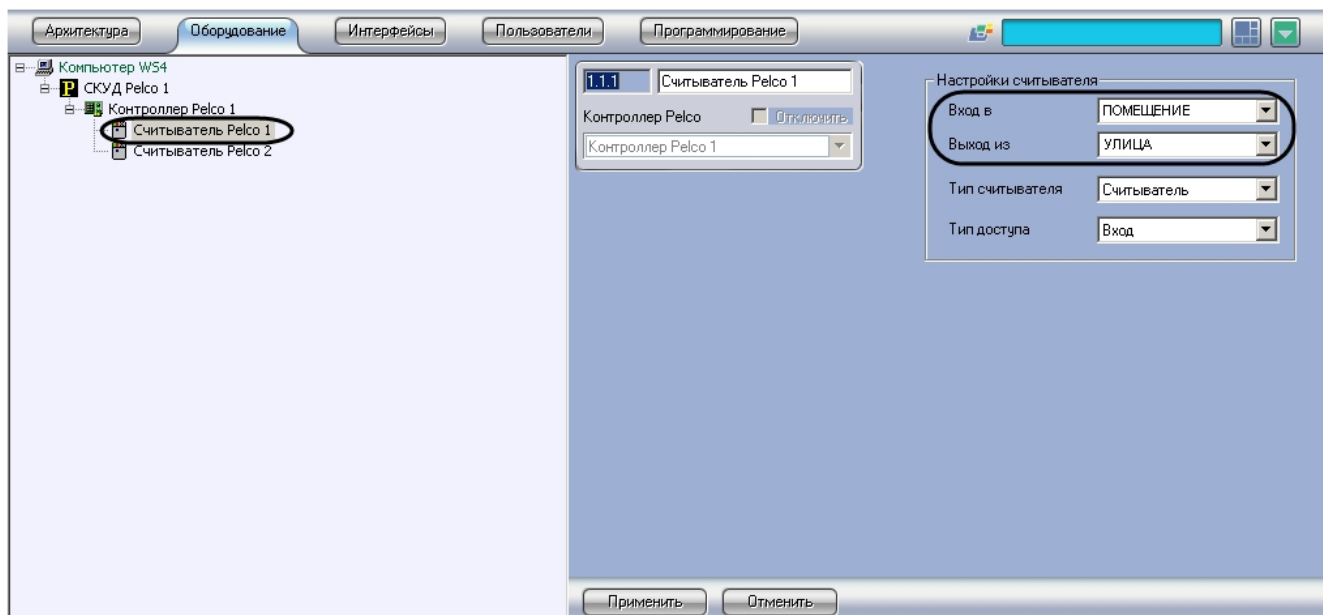 Архитектура Оборудование Интерфейсы Пользователи Программирование
Компьютер WS4
P СКУД Pelco 1
Контроллер Pelco 1
Считыватель Pelco 1
Считыватель Pelco 2
1.1.1 Считыватель Pelco 1
Контроллер Pelco Отключить
Контроллер Pelco 1
Настройки считывателя
Вход в ПОМЕЩЕНИЕ
Выход из УЛИЦА
Тип считывателя Считыватель
Тип доступа Вход
Применить Отменить